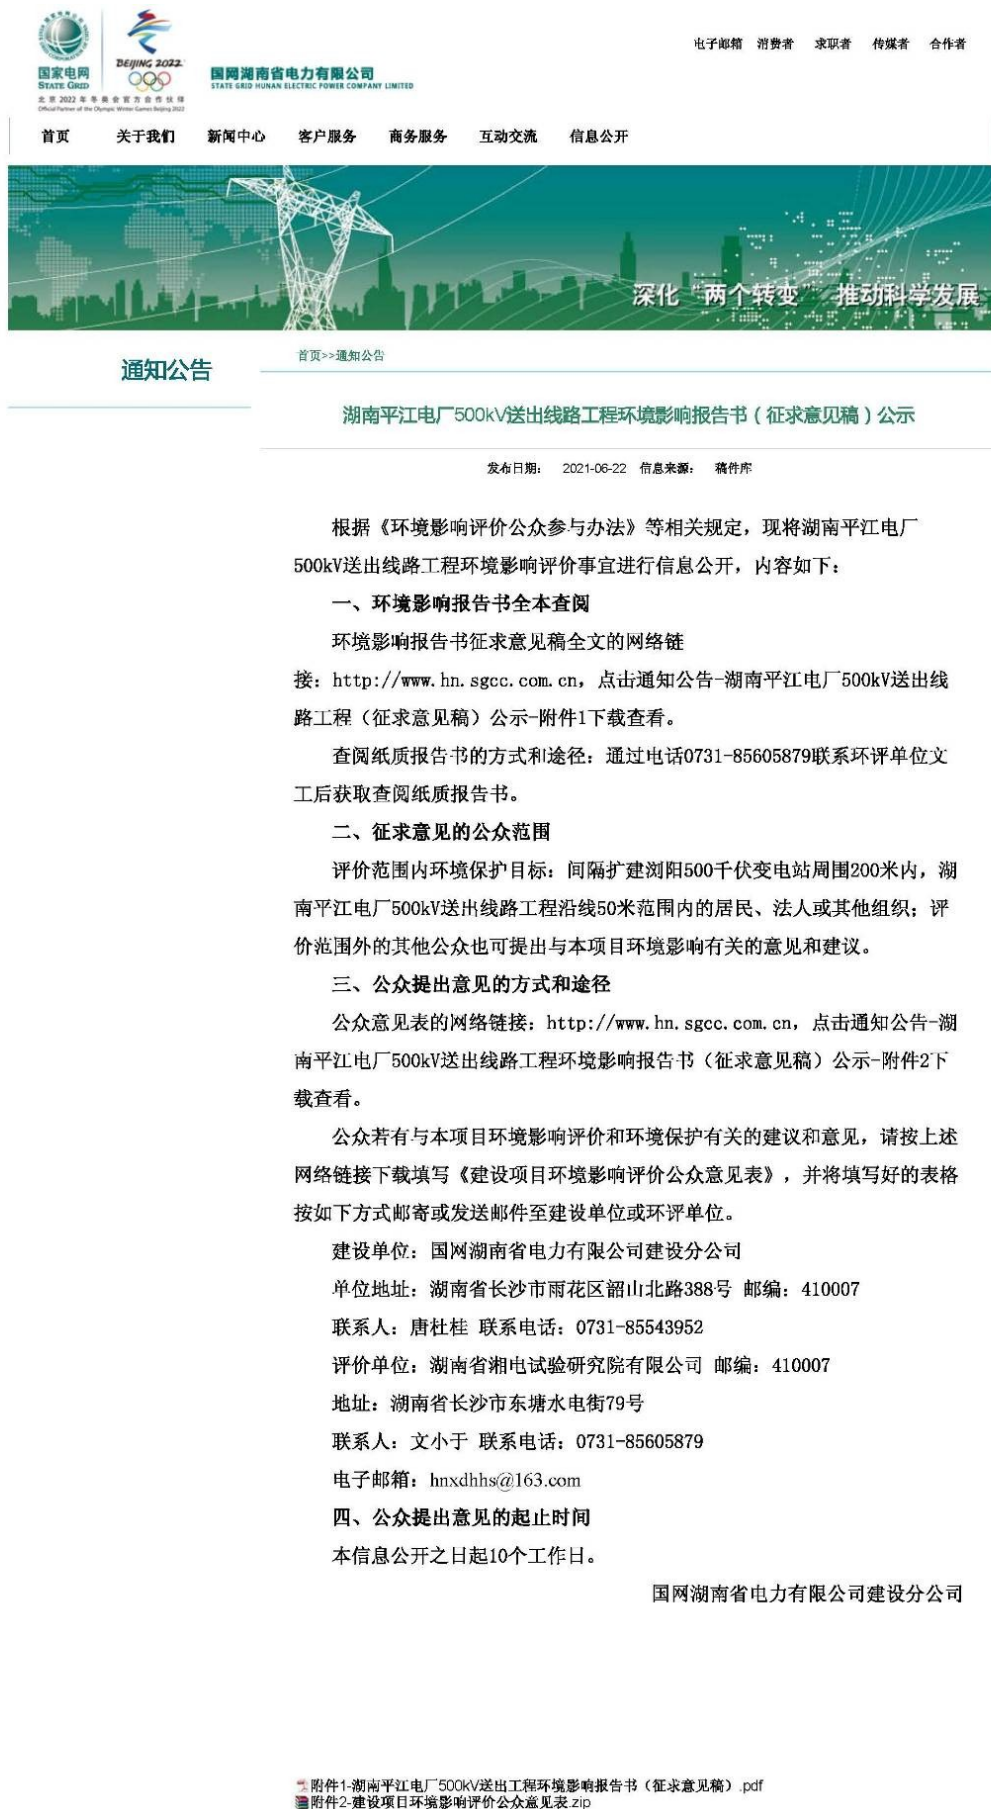 电子邮箱 消费者 求职者 传媒者 合作者
国家电网
STATE GRID
BEIJING 2022
北京2022年冬奥会官方合作伙伴
Official Partner of the Olympic Winter Games Beijing 2022
国网湖南省电力有限公司
STATE GRID HUNAN ELECTRIC POWER COMPANY LIMITED
首页 关于我们 新闻中心 客户服务 商务服务 互动交流 信息公开
深化“两个转变” 推动科学发展
通知公告
首页>>通知公告
湖南平江电厂500kV送出线路工程环境影响报告书（征求意见稿）公示
发布日期： 2021-06-22 信息来源： 稿件库
根据《环境影响评价公众参与办法》等相关规定，现将湖南平江电厂
500kV送出线路工程环境影响评价事宜进行信息公开，内容如下：
一、环境影响报告书全本查阅
环境影响报告书征求意见稿全文的网络链
接：http://www.hn.sgcc.com.cn，点击通知公告-湖南平江电厂500kV送出线
路工程（征求意见稿）公示-附件1下载查看。
查阅纸质报告书的方式和途径：通过电话0731-85605879联系环评单位文
工后获取查阅纸质报告书。
二、征求意见的公众范围
评价范围内环境保护目标：间隔扩建浏阳500千伏变电站周围200米内，湖
南平江电厂500kV送出线路工程沿线50米范围内的居民、法人或其他组织；评
价范围外的其他公众也可提出与本项目环境影响有关的意见和建议。
三、公众提出意见的方式和途径
公众意见表的网络链接：http://www.hn.sgcc.com.cn，点击通知公告-湖
南平江电厂500kV送出线路工程环境影响报告书（征求意见稿）公示-附件2下
载查看。
公众若有与本项目环境影响评价和环境保护有关的建议和意见，请按上述
网络链接下载填写《建设项目环境影响评价公众意见表》，并将填写好的表格
按如下方式邮寄或发送邮件至建设单位或环评单位。
建设单位：国网湖南省电力有限公司建设分公司
单位地址：湖南省长沙市雨花区韶山北路388号 邮编：410007
联系人：唐杜桂 联系电话：0731-85543952
评价单位：湖南省湘电试验研究院有限公司 邮编：410007
地址：湖南省长沙市东塘水电街79号
联系人：文小于 联系电话：0731-85605879
电子邮箱：hnxdhhs@163.com
四、公众提出意见的起止时间
本信息公开之日起10个工作日。
国网湖南省电力有限公司建设分公司
附件1-湖南平江电厂500kV送出工程环境影响报告书（征求意见稿）.pdf
附件2-建设项目环境影响评价公众意见表.zip